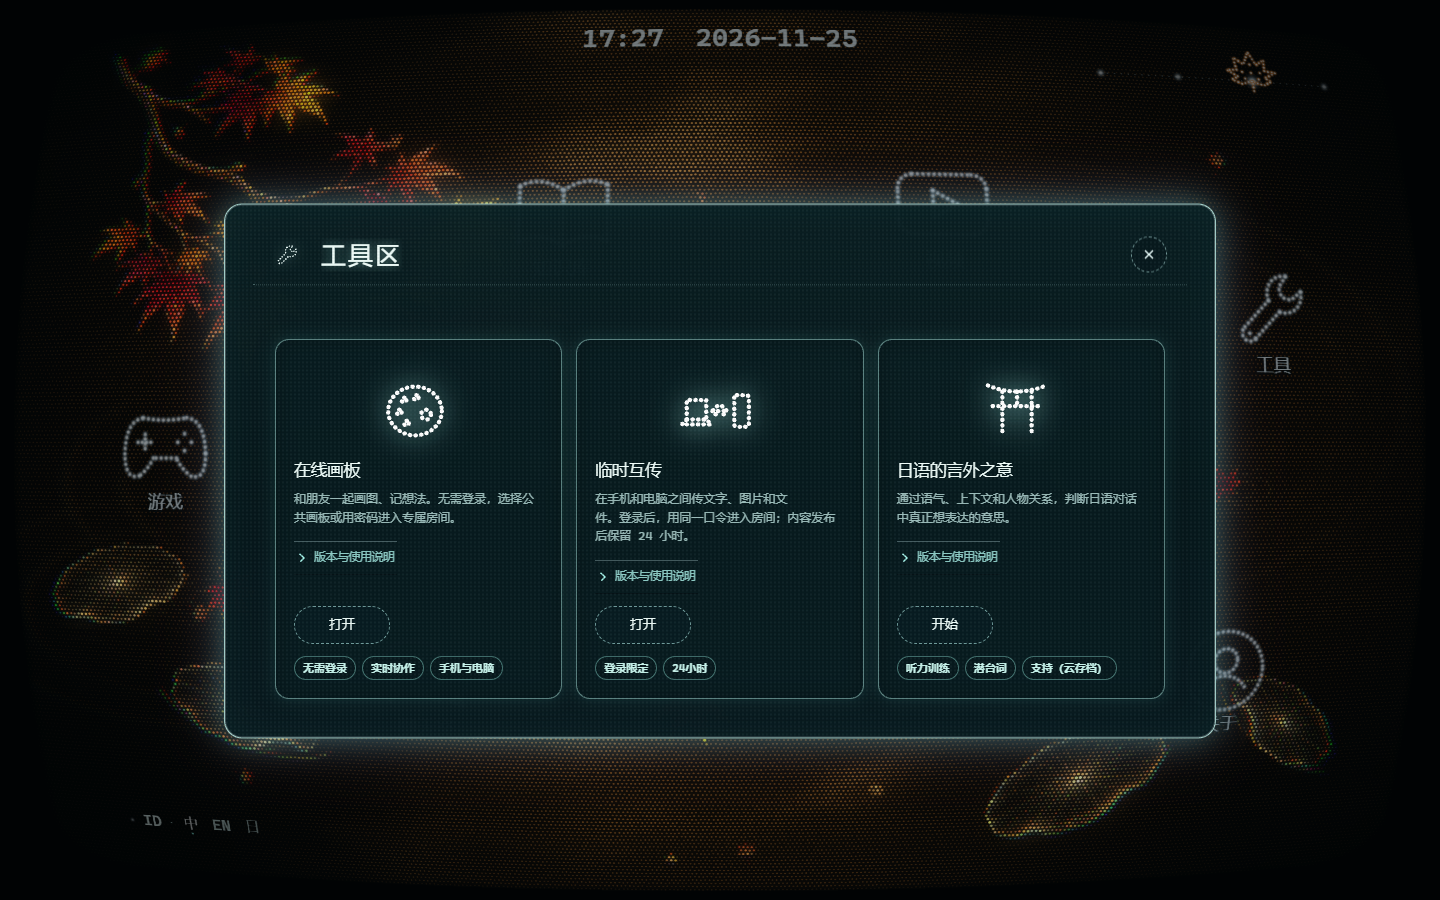 17:27 2026-11-25
工具区
×
工具
游戏
在线画板
和朋友一起画图、记想法。无需登录，选择公
共画板或用密码进入专属房间。
版本与使用说明
打开
无需登录 实时协作 手机与电脑
临时互传
在手机和电脑之间传文字、图片和文
件。登录后，用同一口令进入房间；内容发布
后保留 24 小时。
版本与使用说明
打开
登录限定 24小时
日语的言外之意
通过语气、上下文和人物关系，判断日语对话
中真正想表达的意思。
版本与使用说明
开始
听力训练 潜台词 支持（云存档）
于
· ID · 中 EN 日